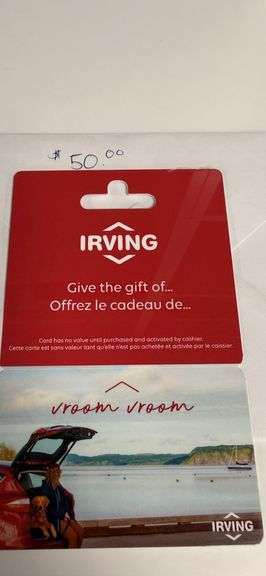 $ 50.00
IRVING
Give the gift of...
Offrez le cadeau de...
Card has no value until purchased and activated by cashier.
Cette carte est sans valeur tant qu'elle n'est pas achetée et activée par le caissier.
vroom vroom
IRVING